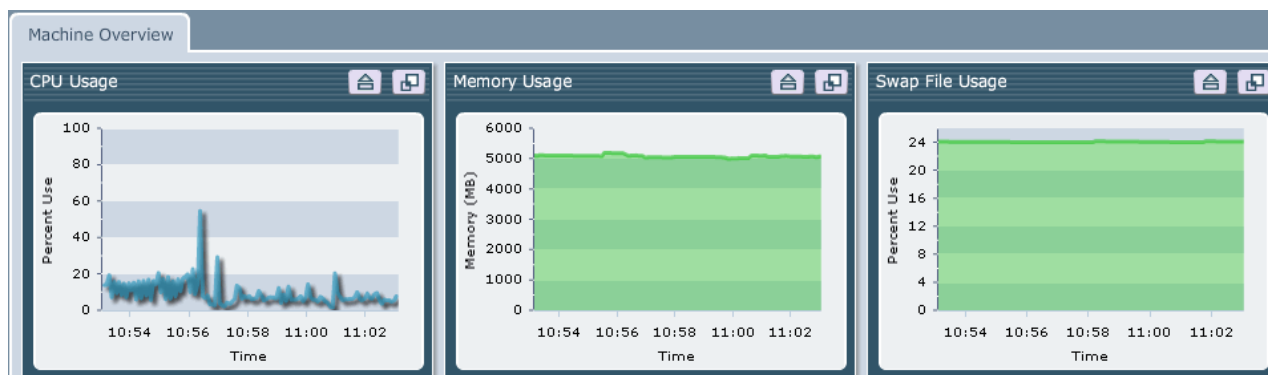 Machine Overview
CPU Usage
100
80
60
40
20
0
Percent Use
10:54 10:56 10:58 11:00 11:02
Time
Memory Usage
6000
5000
4000
3000
2000
1000
0
Memory (MB)
10:54 10:56 10:58 11:00 11:02
Time
Swap File Usage
24
20
16
12
8
4
0
Percent Use
10:54 10:56 10:58 11:00 11:02
Time